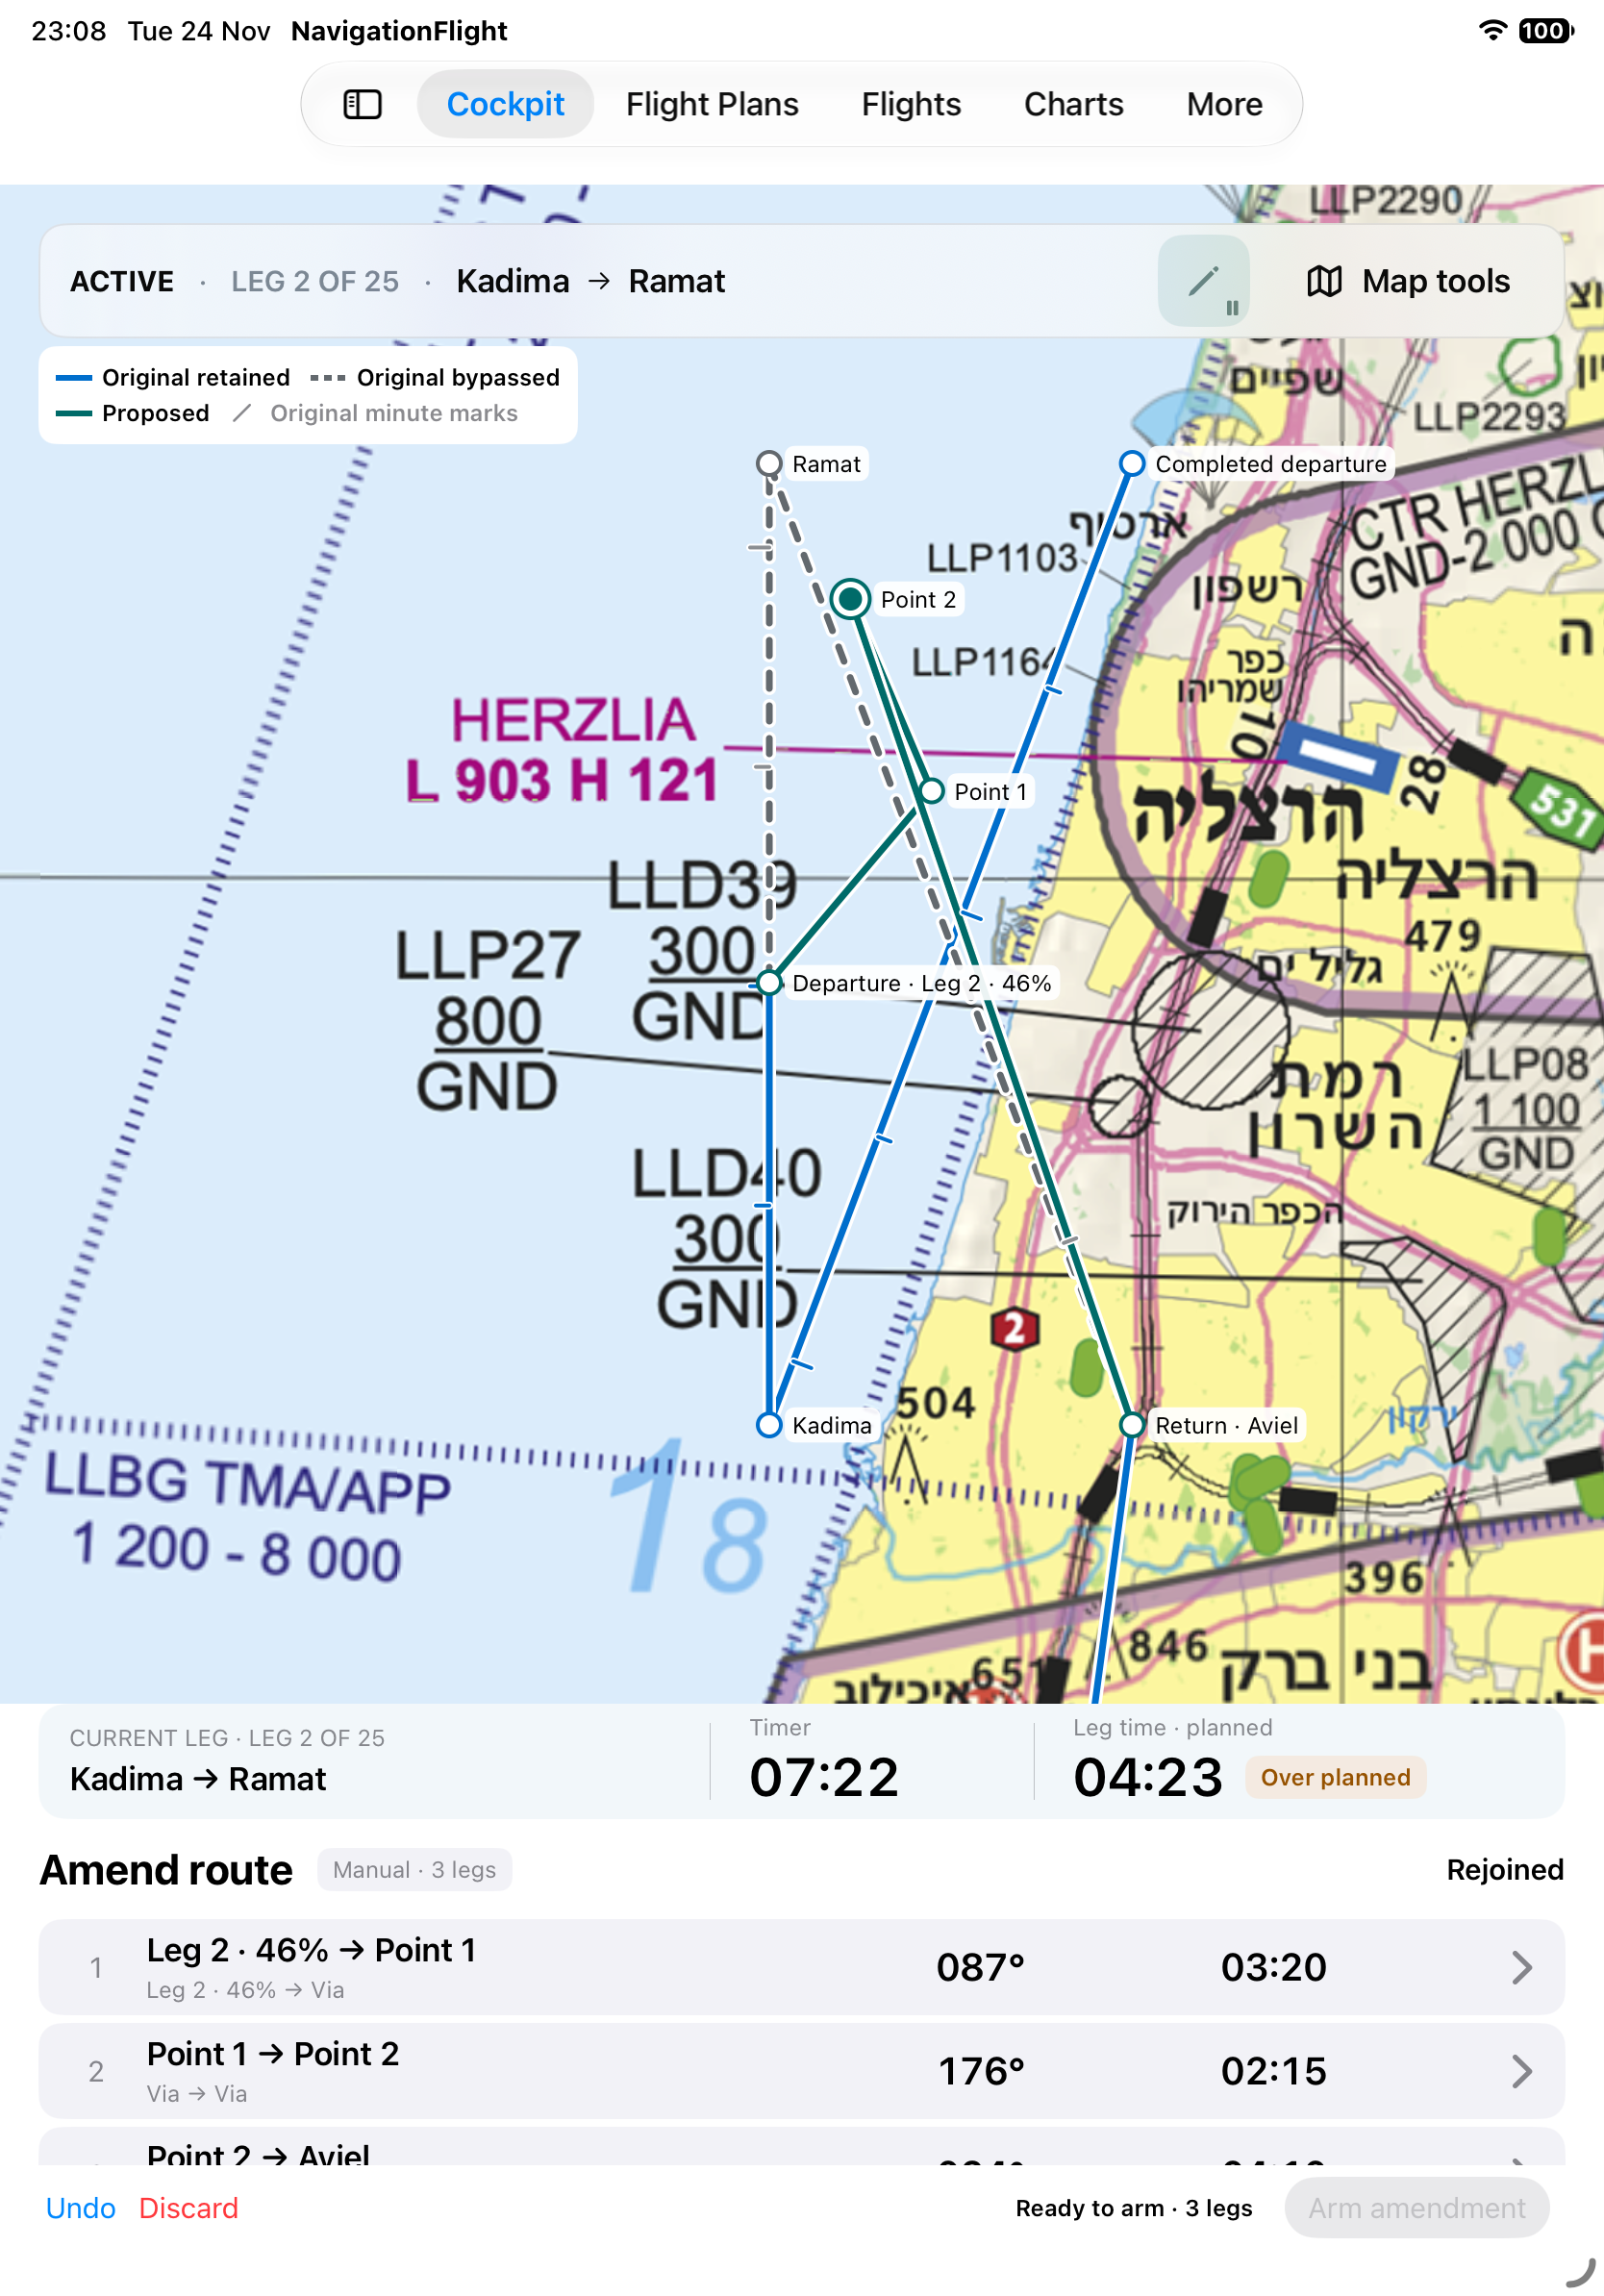 23:08 Tue 24 Nov NavigationFlight
100
Cockpit Flight Plans Flights Charts More
LLP2290
ACTIVE · LEG 2 OF 25 · Kadima → Ramat
Map tools
Original retained Original bypassed
Proposed Original minute marks
שפיים
LLP2293
Ramat
Completed departure
CTR HERZL
GND-2 000
ארסוף
LLP1103
רשפון
Point 2
LLP1164
כפר
שמריהו
HERZLIA
L 903 H 121
10
28
Point 1
הרצליה
531
הרצליה
LLD39
300
GND
479
LLP27
800
GND
גליל ים
Departure · Leg 2 · 46%
רמת
השרון
LLP08
1 100
GND
LLD40
300
GND
הכפר הירוק
2
504
Kadima
Return · Aviel
ירקון
LLBG TMA/APP
1 200 - 8 000
18
396
846
651
בני ברק
איכילוב
H
CURRENT LEG · LEG 2 OF 25
Kadima → Ramat
Timer
07:22
Leg time · planned
04:23 Over planned
Amend route Manual · 3 legs Rejoined
1 Leg 2 · 46% → Point 1 087° 03:20
Leg 2 · 46% → Via
2 Point 1 → Point 2 176° 02:15
Via → Via
Point 2 → Aviel
Undo Discard Ready to arm · 3 legs Arm amendment